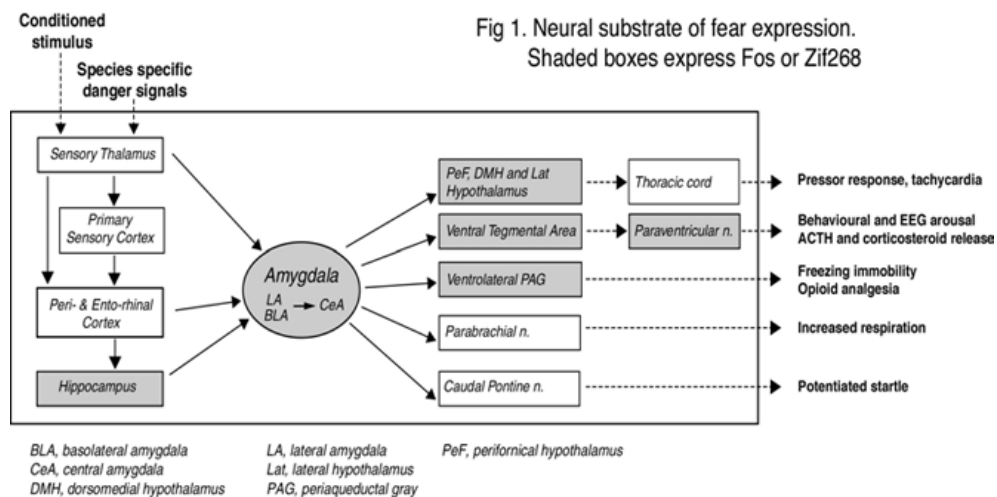 Conditioned
stimulus
Species specific
danger signals
Fig 1. Neural substrate of fear expression.
Shaded boxes express Fos or Zif268
Sensory Thalamus
Primary
Sensory Cortex
Peri- & Ento-rhinal
Cortex
Hippocampus
Amygdala
LA
BLA
CeA
PeF, DMH and Lat
Hypothalamus
Thoracic cord
Pressor response, tachycardia
Ventral Tegmental Area
Paraventricular n.
Behavioural and EEG arousal
ACTH and corticosteroid release
Ventrolateral PAG
Freezing immobility
Opioid analgesia
Parabrachial n.
Increased respiration
Caudal Pontine n.
Potentiated startle
BLA, basolateral amygdala
CeA, central amygdala
DMH, dorsomedial hypothalamus
LA, lateral amygdala
Lat, lateral hypothalamus
PAG, periaqueductal gray
PeF, perifornical hypothalamus